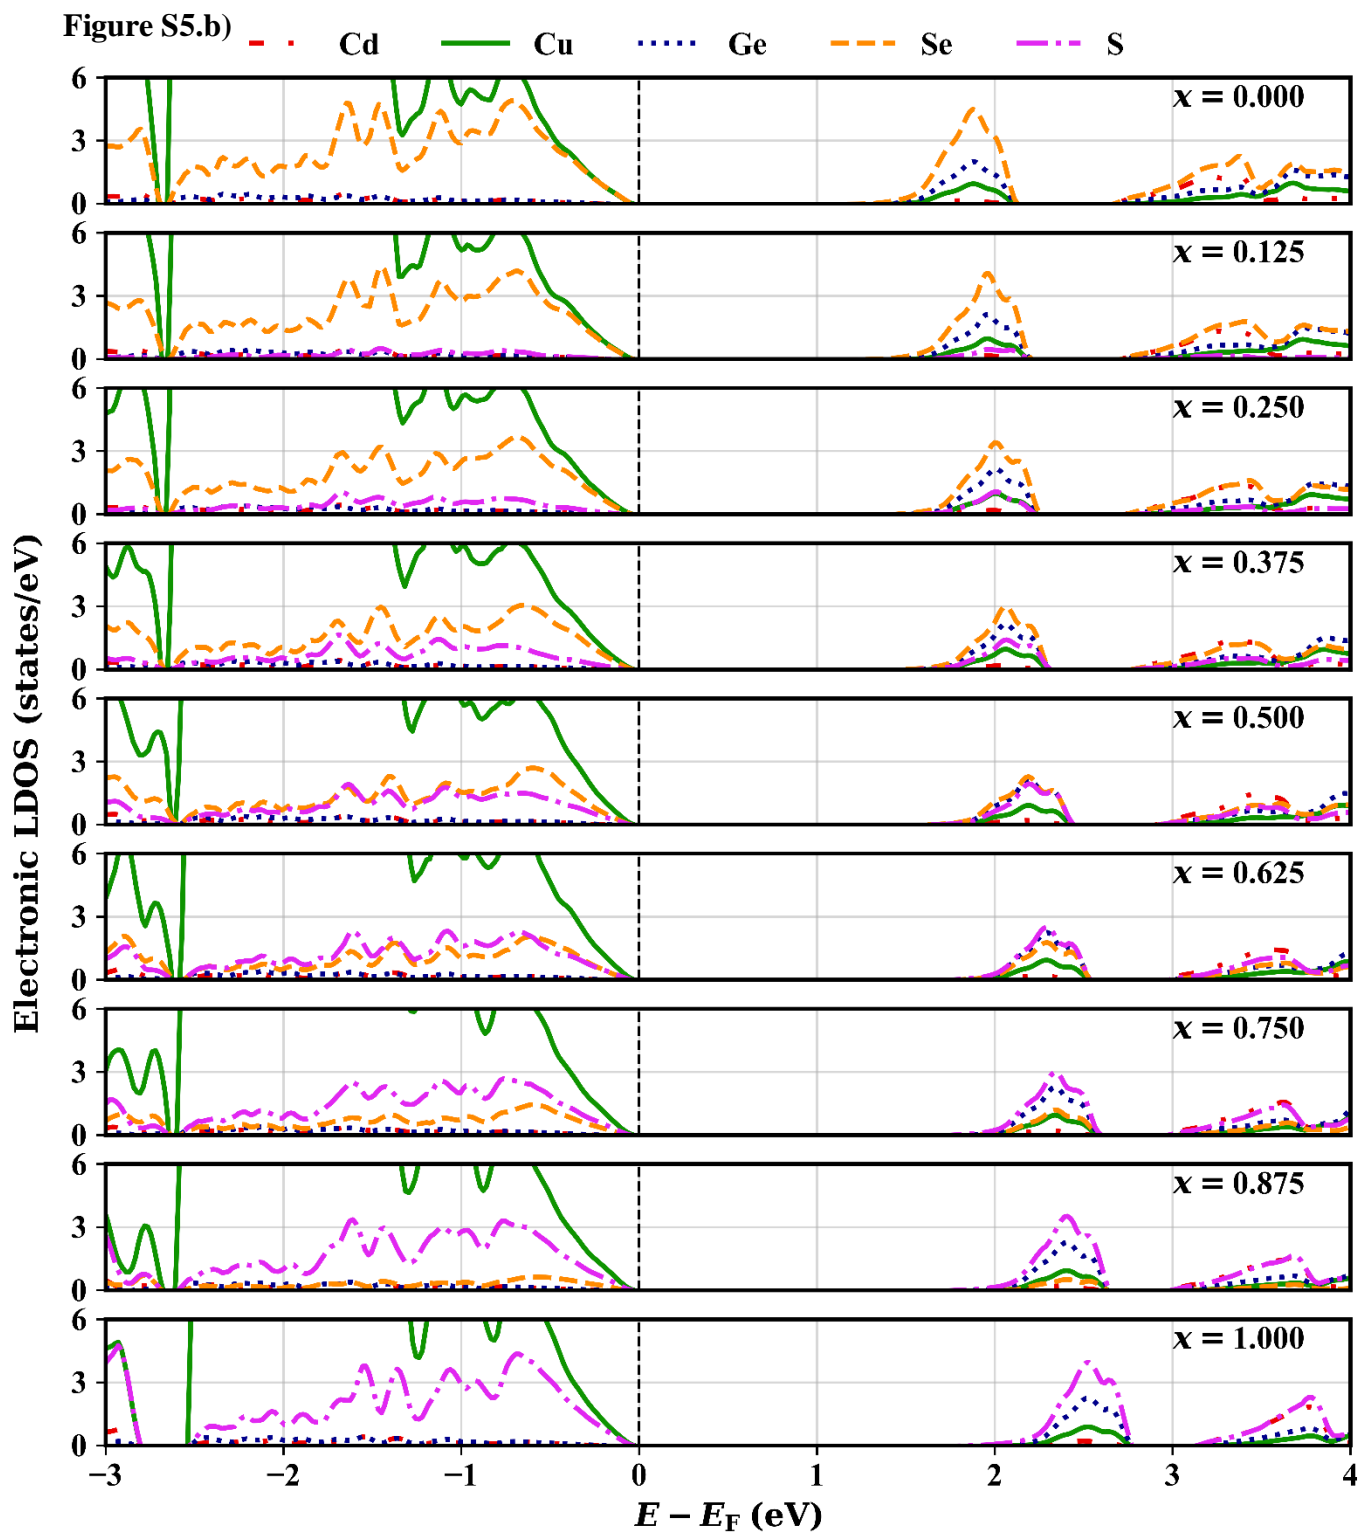 Figure S5.b)
Cd Cu Ge Se S
6
3
0
x = 0.000
6
3
0
x = 0.125
6
3
0
x = 0.250
6
3
0
x = 0.375
6
3
0
x = 0.500
6
3
0
x = 0.625
6
3
0
x = 0.750
6
3
0
x = 0.875
6
3
0
x = 1.000
Electronic LDOS (states/eV)
−3 −2 −1 0 1 2 3 4
E − E_F (eV)